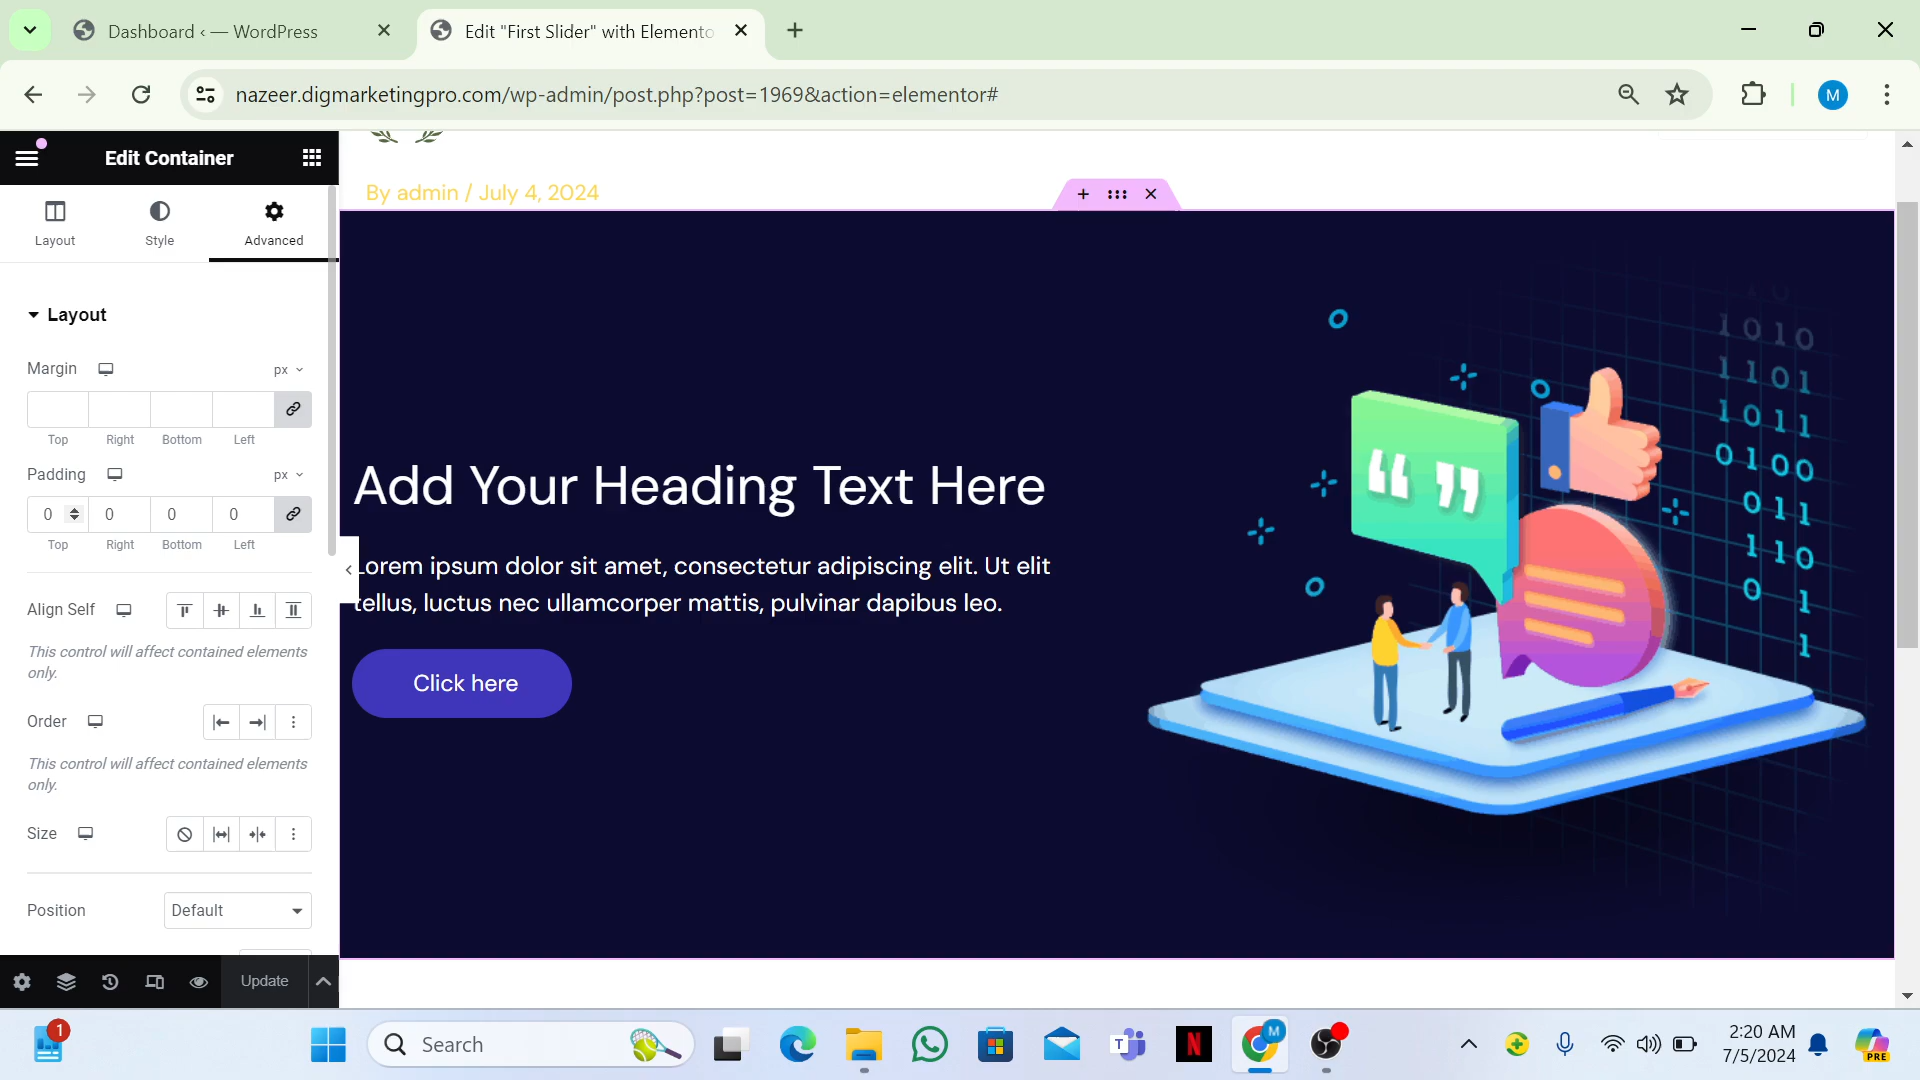 Dashboard ‹ — WordPress
Edit "First Slider" with Elemento
nazeer.digmarketingpro.com/wp-admin/post.php?post=1969&action=elementor#
M
Edit Container
Layout
Style
Advanced
Layout
Margin
px
Top
Right
Bottom
Left
Padding
px
0
0
0
0
Top
Right
Bottom
Left
Align Self
This control will affect contained elements
only.
Order
This control will affect contained elements
only.
Size
Position
Default
Update
By admin / July 4, 2024
Add Your Heading Text Here
Lorem ipsum dolor sit amet, consectetur adipiscing elit. Ut elit
tellus, luctus nec ullamcorper mattis, pulvinar dapibus leo.
Click here
1010
1101
1011
0100
011
110
0 1
1
1
Search
M
2:20 AM
7/5/2024
PRE